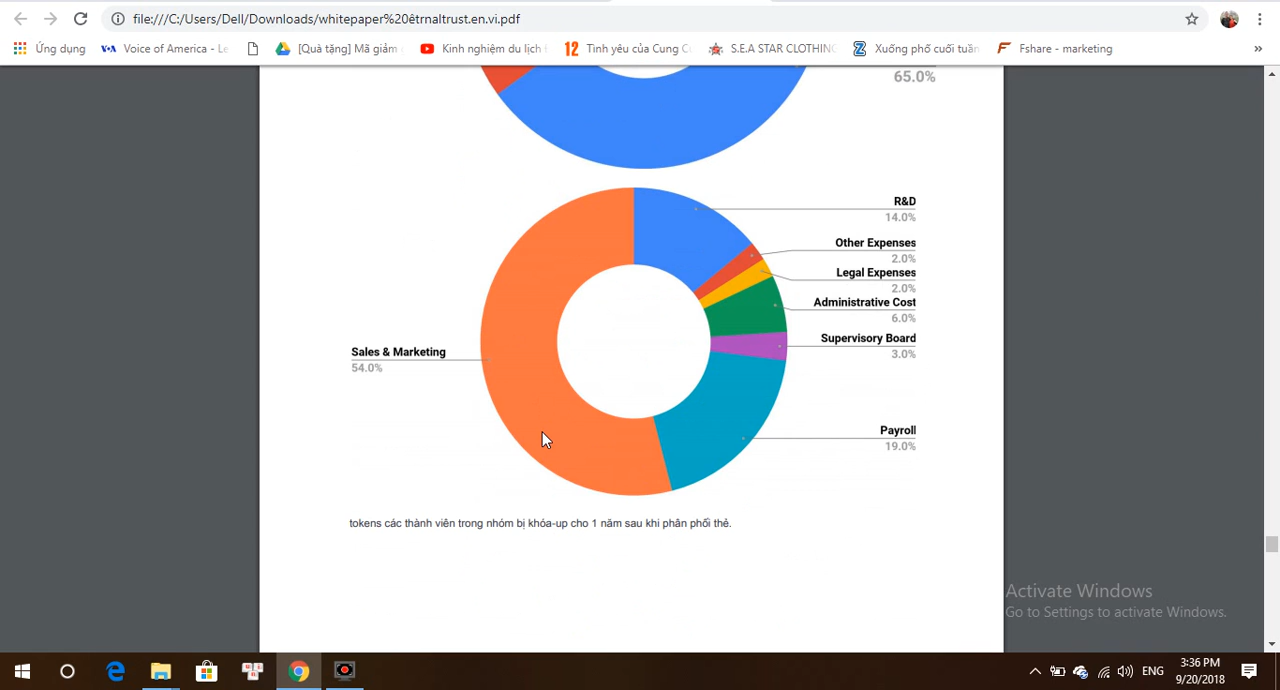 file:///C:/Users/Dell/Downloads/whitepaper%20êtrnaltrust.en.vi.pdf
Ứng dụng
VOA
Voice of America - Le
[Quà tặng] Mã giảm
Kinh nghiệm du lịch
12
Tình yêu của Cung
S.E.A STAR CLOTHING
Z
Xuống phố cuối tuần
Fshare - marketing
»
65.0%
R&D
14.0%
Other Expenses
2.0%
Legal Expenses
2.0%
Administrative Cost
6.0%
Supervisory Board
3.0%
Sales & Marketing
54.0%
Payroll
19.0%
tokens các thành viên trong nhóm bị khóa-up cho 1 năm sau khi phân phối thẻ.
Activate Windows
Go to Settings to activate Windows.
ENG
3:36 PM
9/20/2018